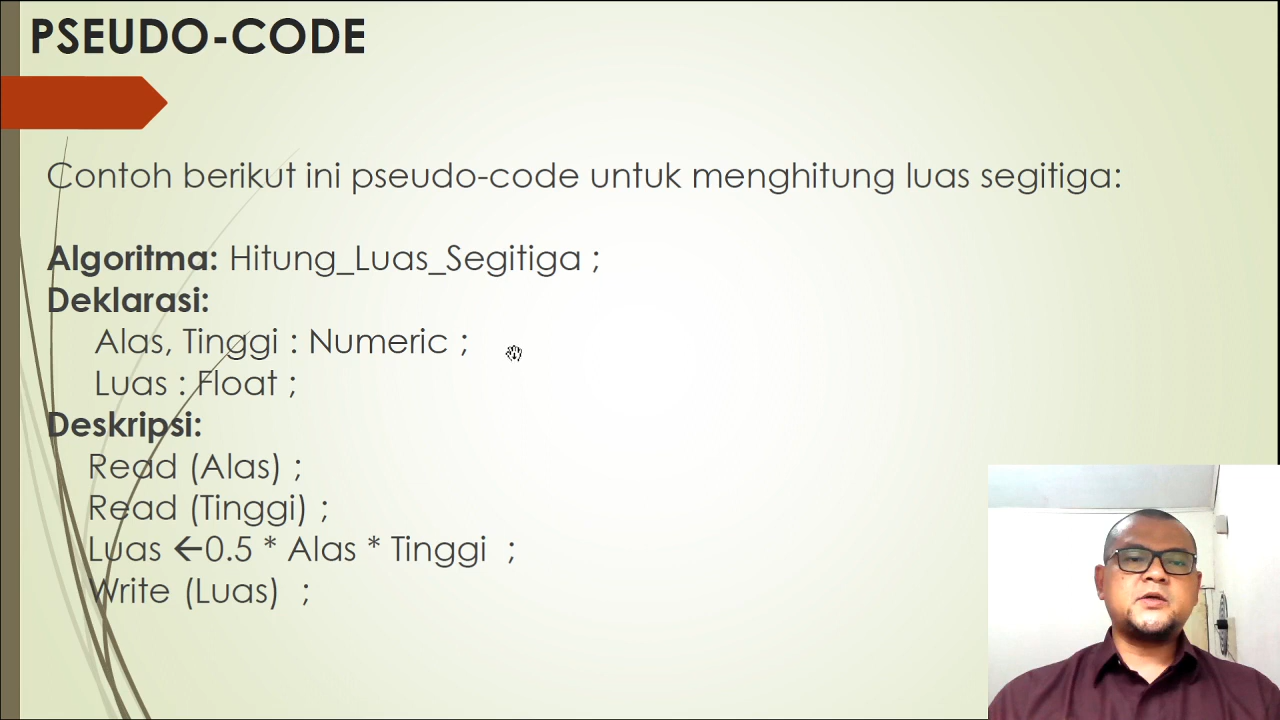 PSEUDO-CODE
Contoh berikut ini pseudo-code untuk menghitung luas segitiga:
Algoritma: Hitung_Luas_Segitiga ;
Deklarasi:
Alas, Tinggi : Numeric ;
Luas : Float ;
Deskripsi:
Read (Alas) ;
Read (Tinggi) ;
Luas ←0.5 * Alas * Tinggi ;
Write (Luas) ;